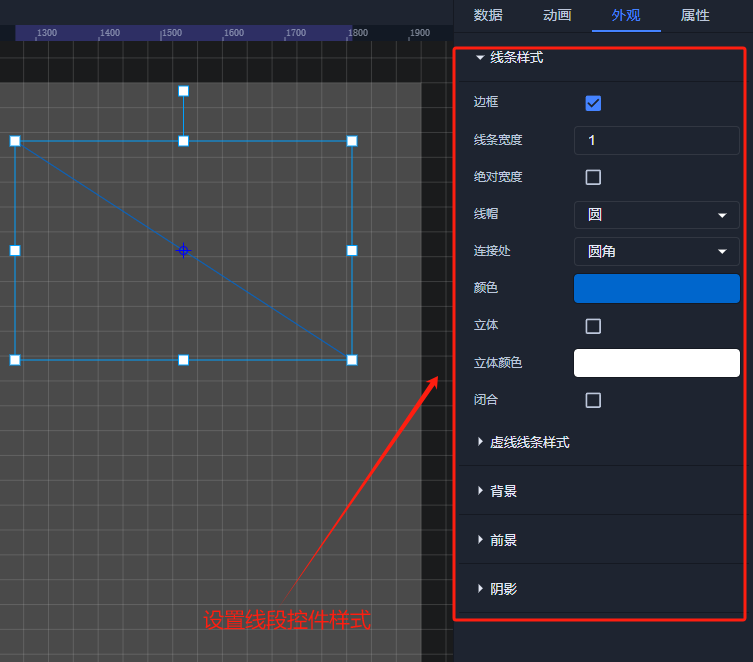 数据 动画 外观 属性
1300 1400 1500 1600 1700 1800 1900
线条样式
边框
线条宽度 1
绝对宽度
线帽 圆
连接处 圆角
颜色
立体
立体颜色
闭合
虚线线条样式
背景
前景
阴影
设置线段控件样式